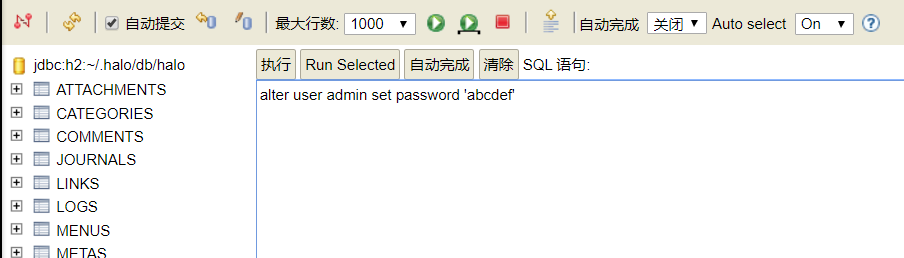 自动提交 最大行数: 1000 自动完成 关闭 Auto select On ?
jdbc:h2:~/.halo/db/halo 执行 Run Selected 自动完成 清除 SQL 语句:
ATTACHMENTS alter user admin set password 'abcdef'
CATEGORIES
COMMENTS
JOURNALS
LINKS
LOGS
MENUS
METAS